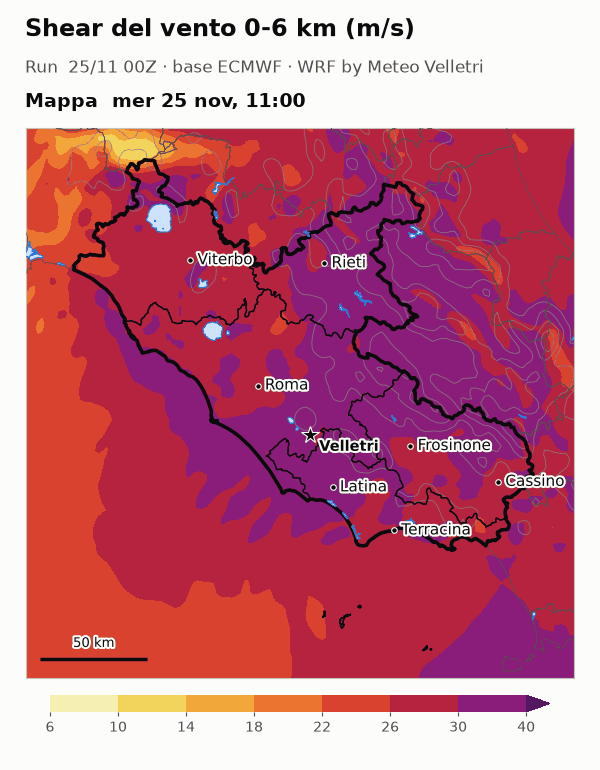 Shear del vento 0-6 km (m/s)
Run  25/11 00Z · base ECMWF · WRF by Meteo Velletri
Mappa  mer 25 nov, 11:00
Viterbo
Rieti
Roma
Velletri
Frosinone
Cassino
Latina
Terracina
50 km
6 10 14 18 22 26 30 40